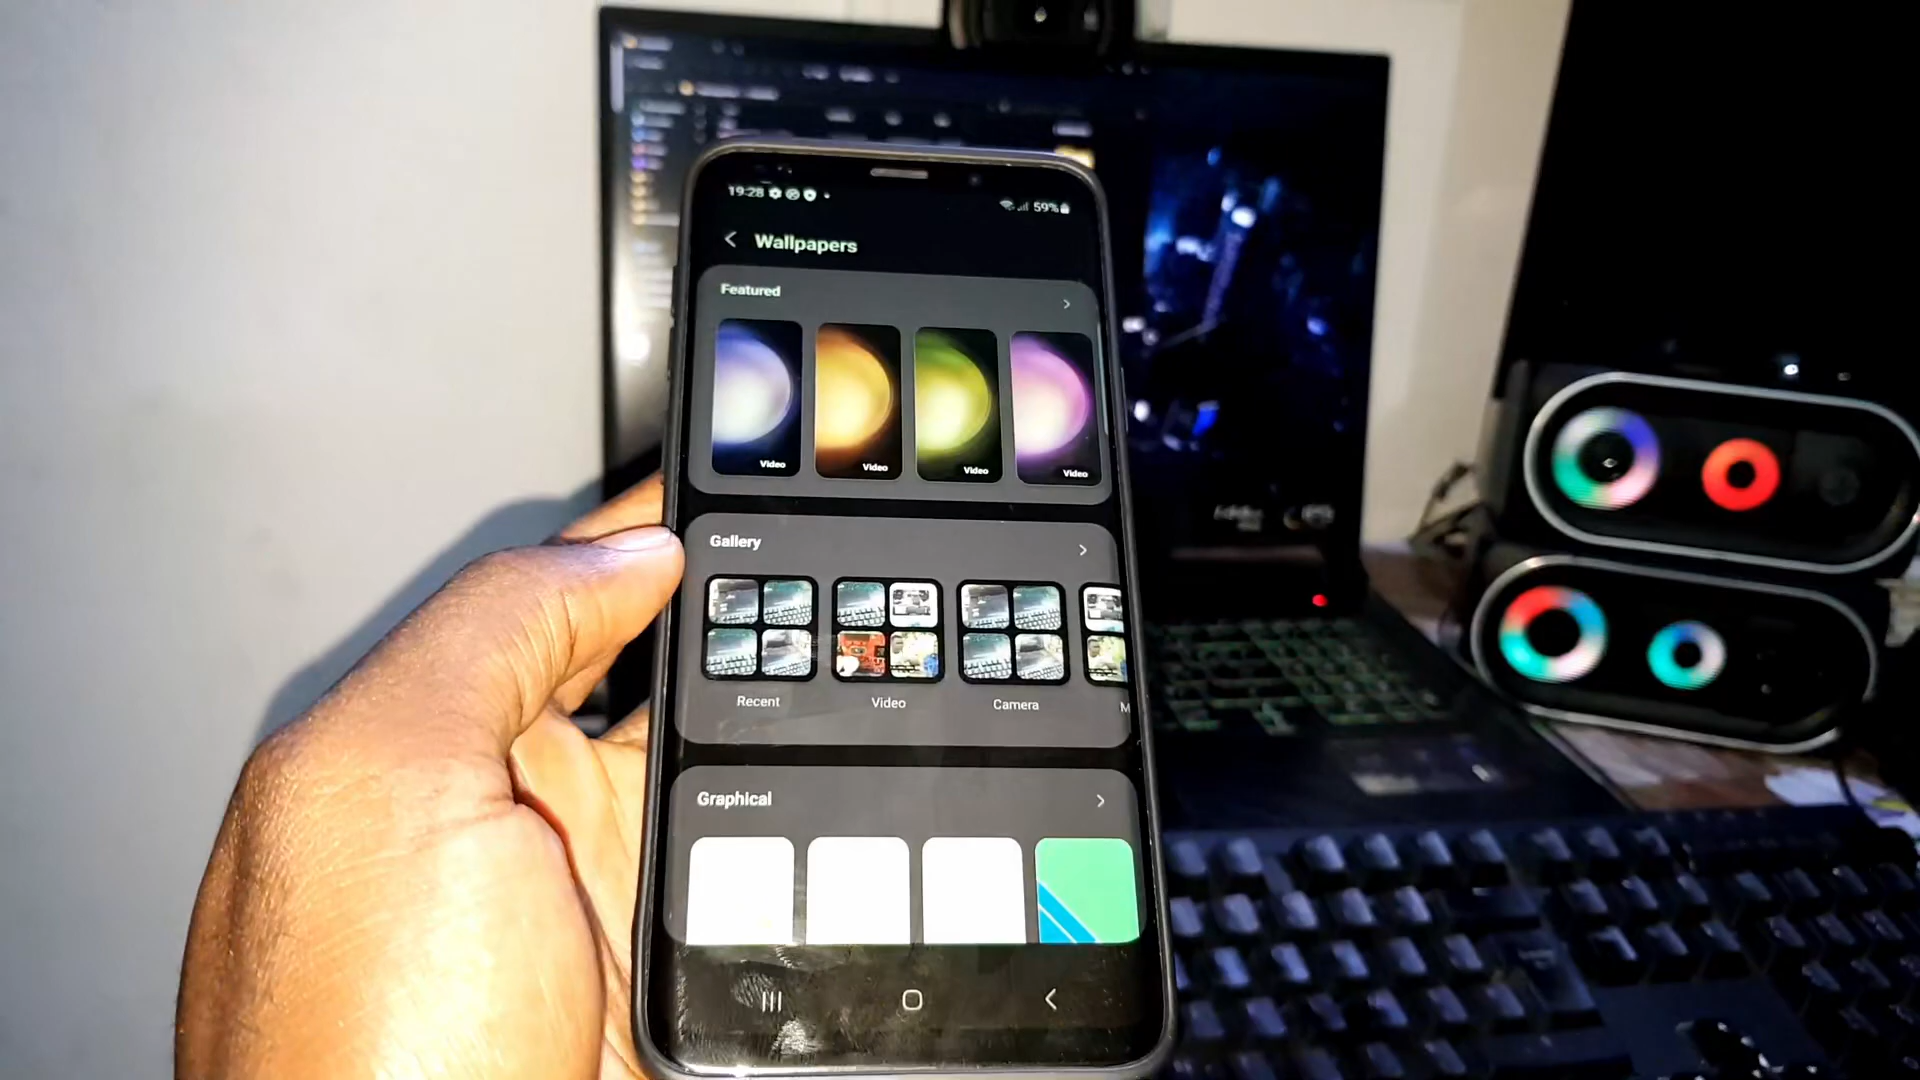 19:28
59%
Wallpapers
Featured
Video
Video
Video
Video
Gallery
Recent
Video
Camera
M
Graphical